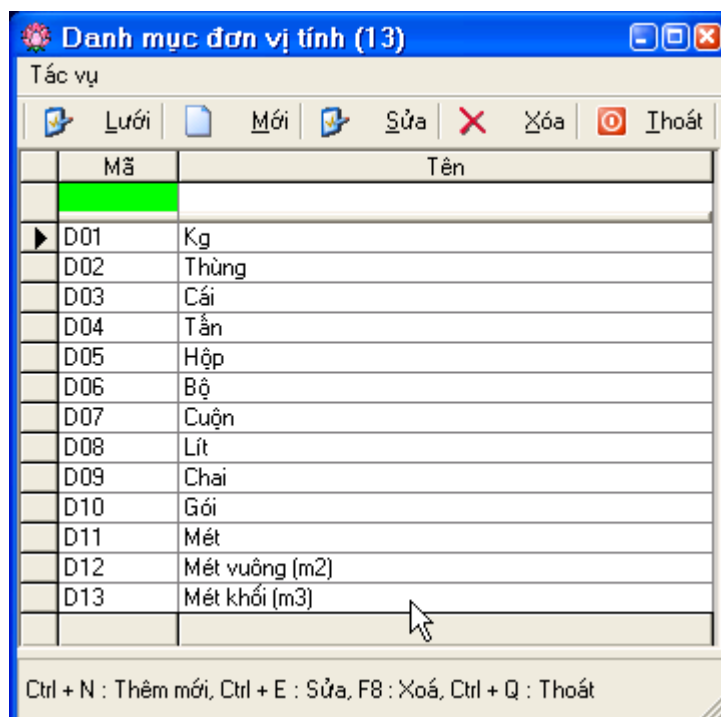 Danh mục đơn vị tính (13)
Tác vụ
Lưới Mới Sửa Xóa Thoát
Mã Tên
D01 Kg
D02 Thùng
D03 Cái
D04 Tấn
D05 Hộp
D06 Bộ
D07 Cuộn
D08 Lít
D09 Chai
D10 Gói
D11 Mét
D12 Mét vuông (m2)
D13 Mét khối (m3)
Ctrl + N : Thêm mới, Ctrl + E : Sửa, F8 : Xoá, Ctrl + Q : Thoát